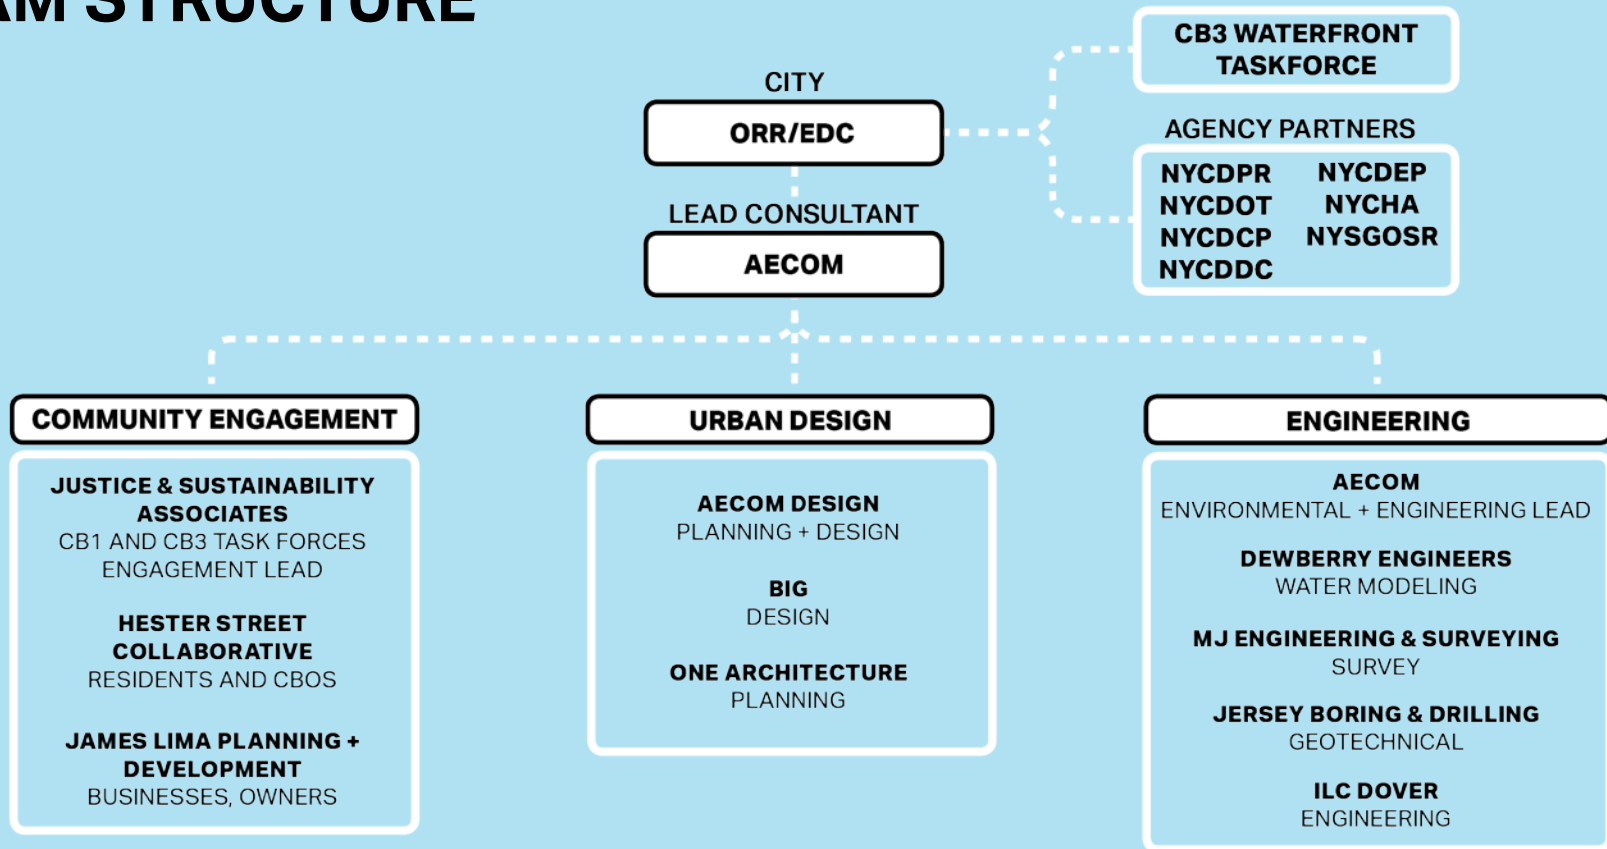 AM STRUCTURE
CITY
ORR/EDC
LEAD CONSULTANT
AECOM
CB3 WATERFRONT
TASKFORCE
AGENCY PARTNERS
NYCDPR
NYCDOT
NYCDCP
NYCDDC
NYCDEP
NYCHA
NYSGOSR
COMMUNITY ENGAGEMENT
JUSTICE & SUSTAINABILITY
ASSOCIATES
CB1 AND CB3 TASK FORCES
ENGAGEMENT LEAD
HESTER STREET
COLLABORATIVE
RESIDENTS AND CBOS
JAMES LIMA PLANNING +
DEVELOPMENT
BUSINESSES, OWNERS
URBAN DESIGN
AECOM DESIGN
PLANNING + DESIGN
BIG
DESIGN
ONE ARCHITECTURE
PLANNING
ENGINEERING
AECOM
ENVIRONMENTAL + ENGINEERING LEAD
DEWBERRY ENGINEERS
WATER MODELING
MJ ENGINEERING & SURVEYING
SURVEY
JERSEY BORING & DRILLING
GEOTECHNICAL
ILC DOVER
ENGINEERING